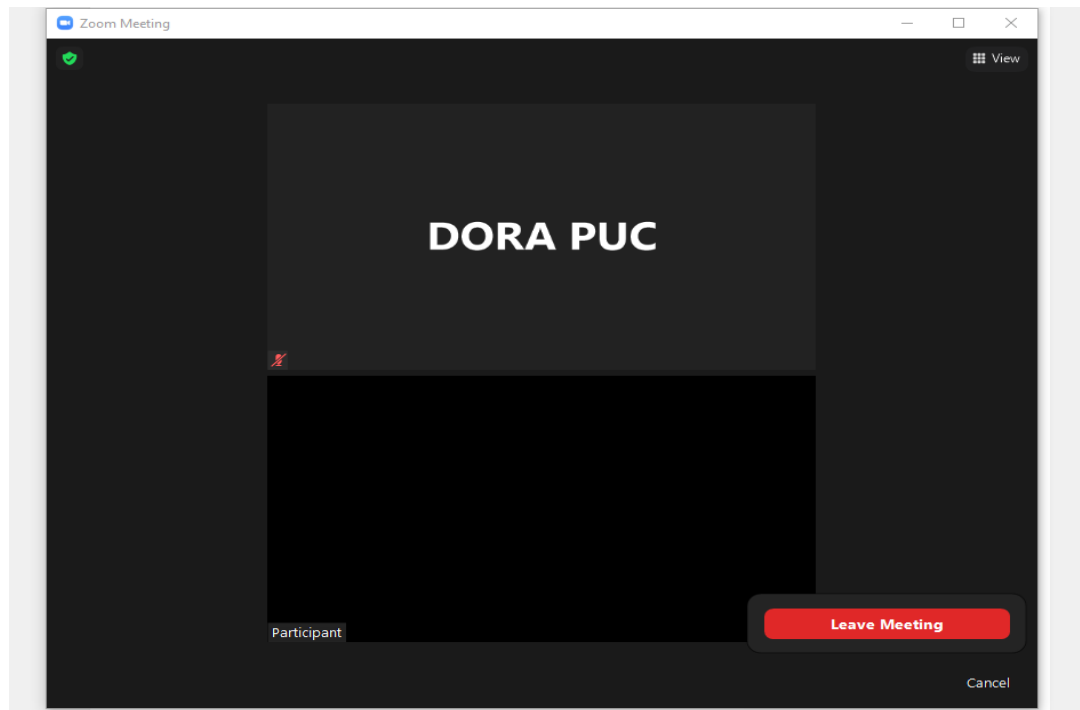 Zoom Meeting
View
DORA PUC
Participant
Leave Meeting
Cancel